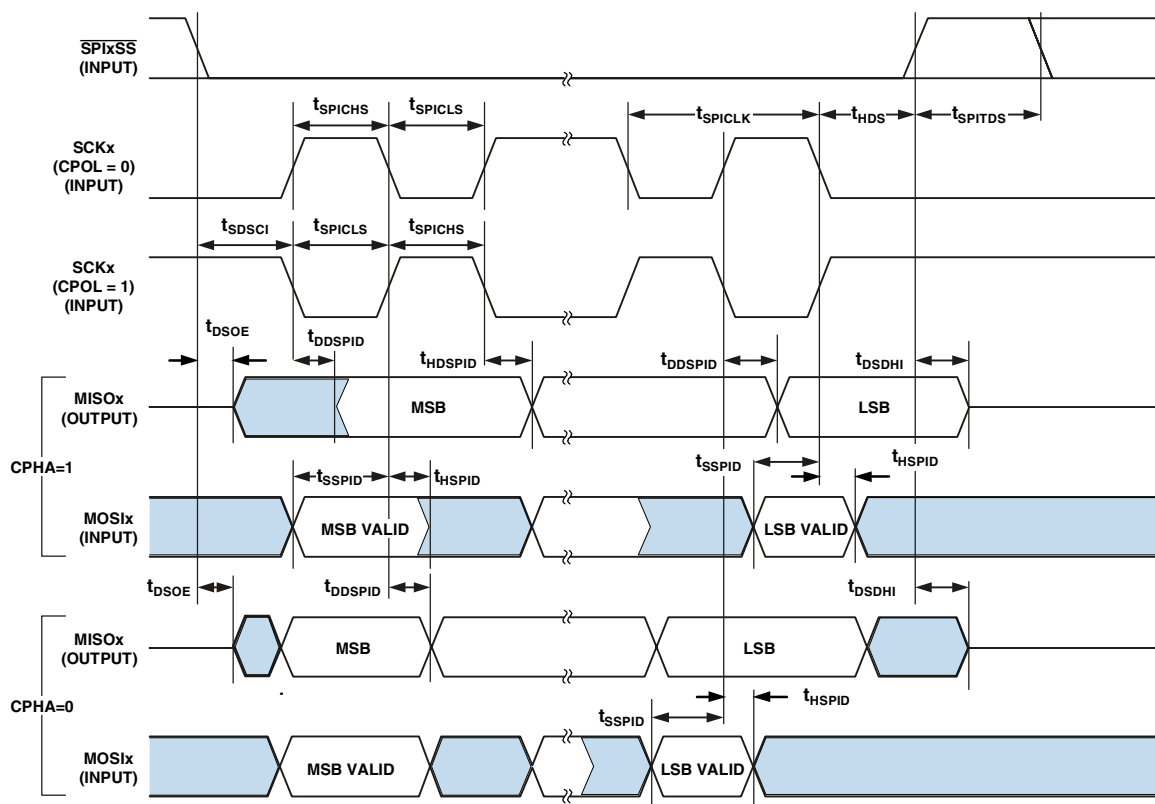 SPIxSS
(INPUT)
tSPICHS tSPICLS tSPICLK tHDS tSPITDS
SCKx
(CPOL = 0)
(INPUT)
tSDSCI tSPICLS tSPICHS
SCKx
(CPOL = 1)
(INPUT)
tDSOE tDDSPID tHDSPID tDDSPID tDSDHI
MISOx
(OUTPUT)
MSB LSB
CPHA=1
tSSPID tHSPID tSSPID tHSPID
MOSIx
(INPUT)
MSB VALID LSB VALID
tDSOE tDDSPID tDSDHI
MISOx
(OUTPUT)
MSB LSB
CPHA=0
tSSPID tHSPID
MOSIx
(INPUT)
MSB VALID LSB VALID